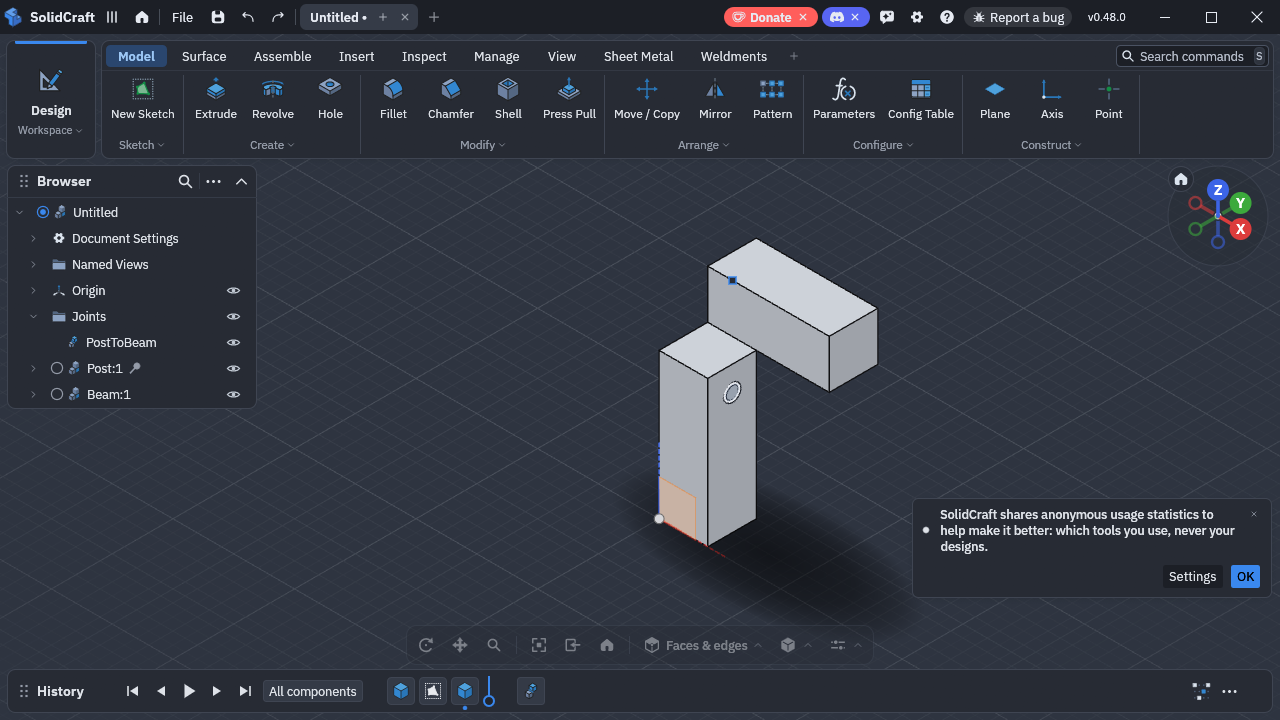 SolidCraft
File
Untitled •
Donate
Report a bug
v0.48.0
Design
Workspace
Model
Surface
Assemble
Insert
Inspect
Manage
View
Sheet Metal
Weldments
Search commands
S
New Sketch
Extrude
Revolve
Hole
Fillet
Chamfer
Shell
Press Pull
Move / Copy
Mirror
Pattern
Parameters
Config Table
Plane
Axis
Point
Sketch
Create
Modify
Arrange
Configure
Construct
Browser
Untitled
Document Settings
Named Views
Origin
Joints
PostToBeam
Post:1
Beam:1
Z
Y
X
SolidCraft shares anonymous usage statistics to
help make it better: which tools you use, never your
designs.
Settings
OK
Faces & edges
History
All components